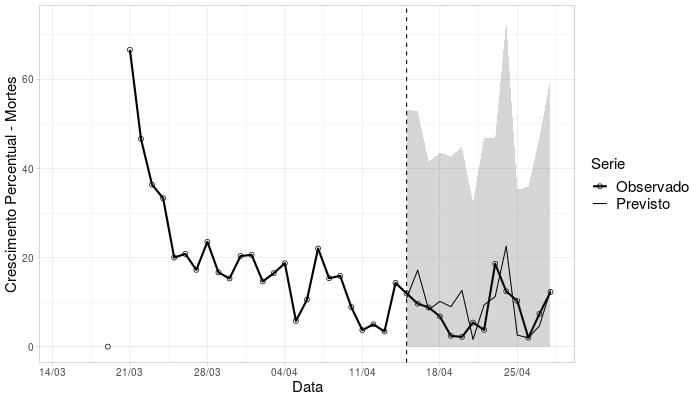 Crescimento Percentual - Mortes
60
40
20
0
14/03
21/03
28/03
04/04
11/04
18/04
25/04
Data
Serie
Observado
Previsto